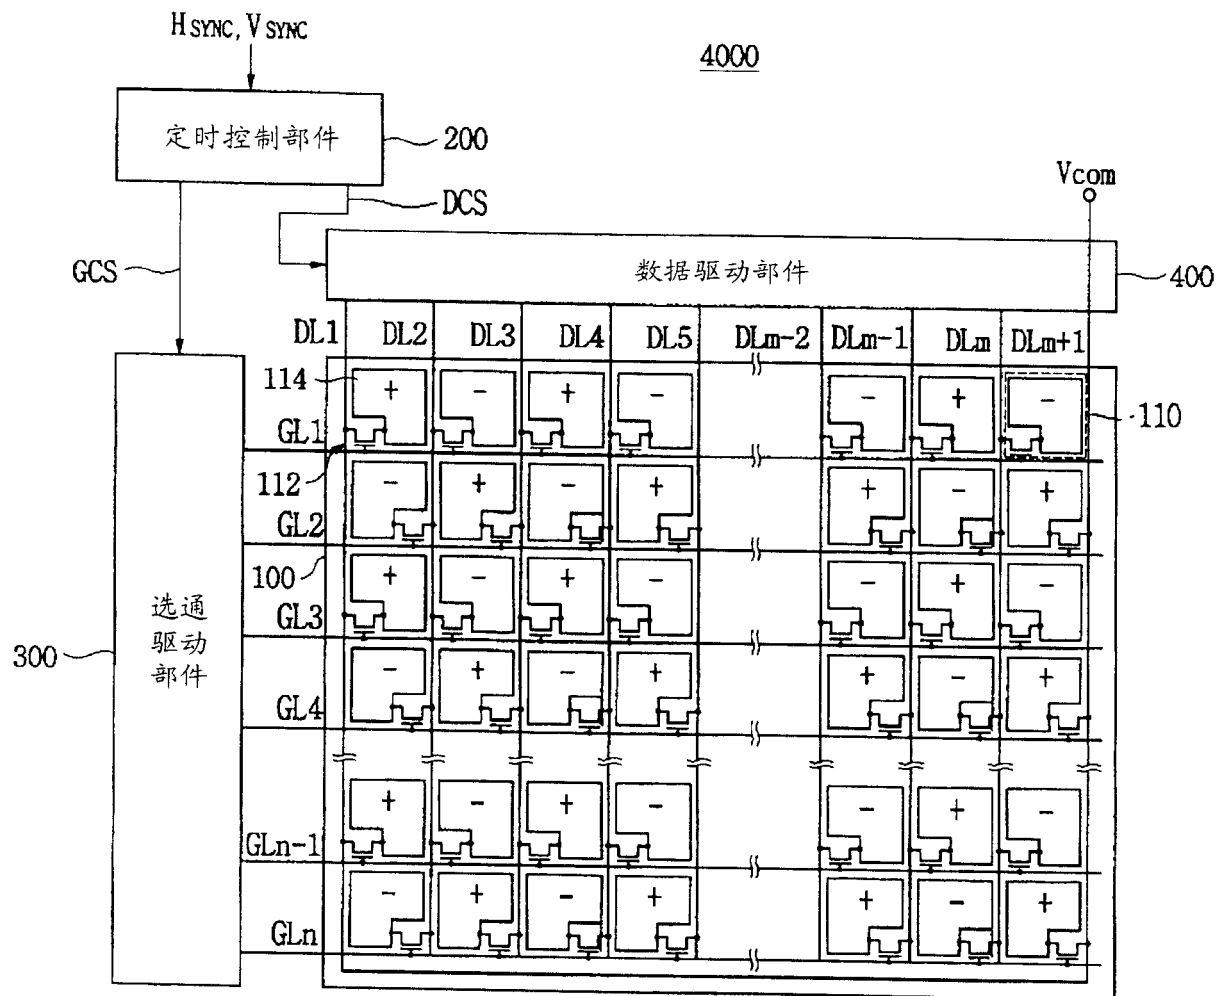 HSYNC, VSYNC
4000
定时控制部件
200
Vcom
DCS
GCS
数据驱动部件
400
DL1 DL2 DL3 DL4 DL5 DLm-2 DLm-1 DLm DLm+1
114 + - + - - + -
110
GL1
112 - + - + + - +
GL2
100 + - + - - + -
GL3
选通
驱动
部件
300
- + - + + - +
GL4
+ - + - - + -
GLn-1
- + - + + - +
GLn